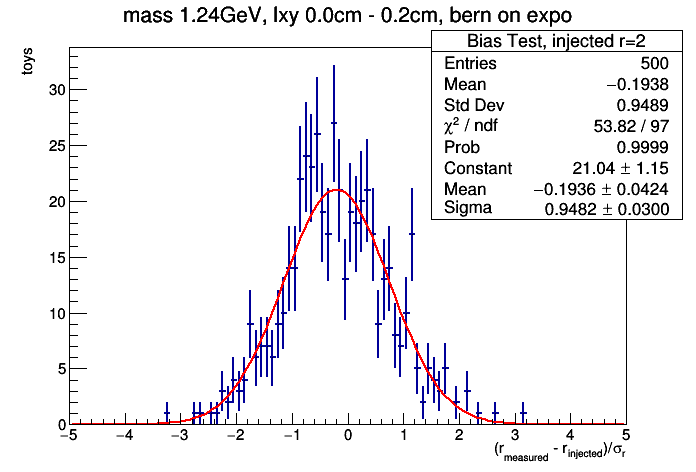 mass 1.24GeV, lxy 0.0cm - 0.2cm, bern on expo
toys
Bias Test, injected r=2
Entries 500
Mean −0.1938
Std Dev 0.9489
χ² / ndf 53.82 / 97
Prob 0.9999
Constant 21.04 ± 1.15
Mean −0.1936 ± 0.0424
Sigma 0.9482 ± 0.0300
30
25
20
15
10
5
0
−5 −4 −3 −2 −1 0 1 2 3 4 5
(r_measured - r_injected)/σ_r